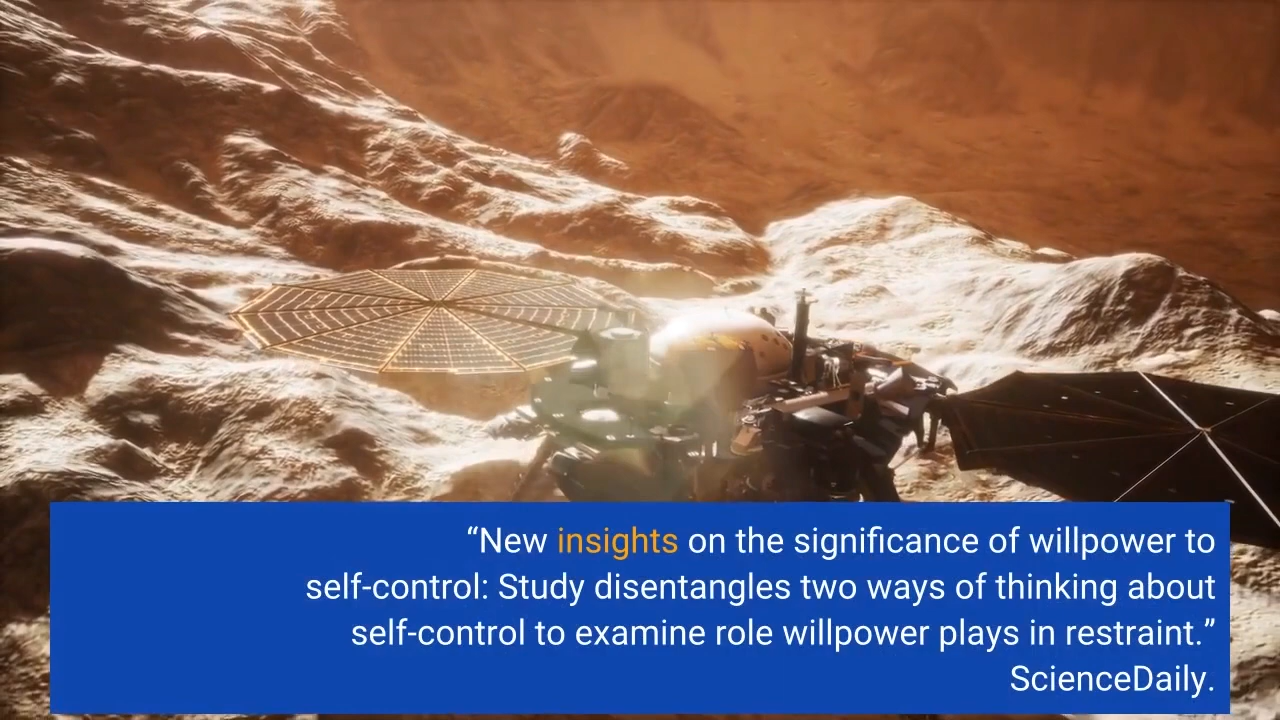 “New insights on the significance of willpower to
self-control: Study disentangles two ways of thinking about
self-control to examine role willpower plays in restraint.”
ScienceDaily.